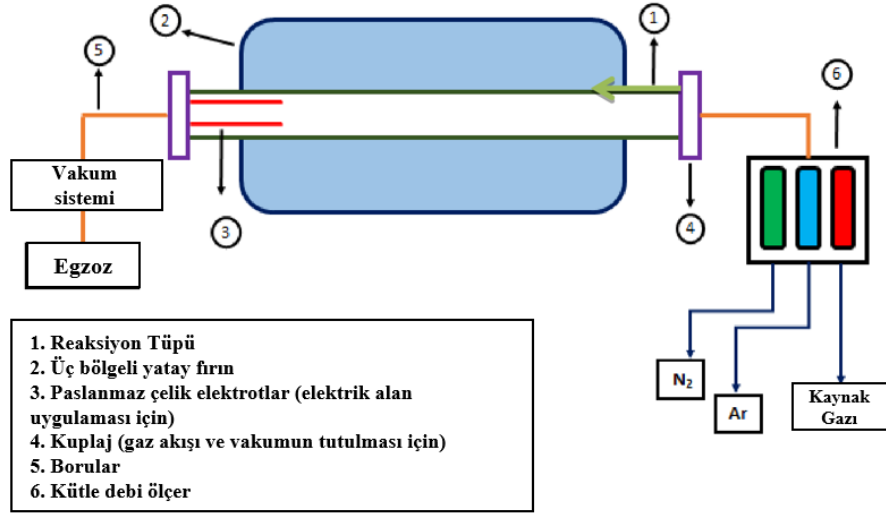 2
1
5
6
Vakum
sistemi
3
4
Egzoz
N₂
Ar
Kaynak
Gazı
1. Reaksiyon Tüpü
2. Üç bölgeli yatay fırın
3. Paslanmaz çelik elektrotlar (elektrik alan
uygulaması için)
4. Kuplaj (gaz akışı ve vakumun tutulması için)
5. Borular
6. Kütle debi ölçer